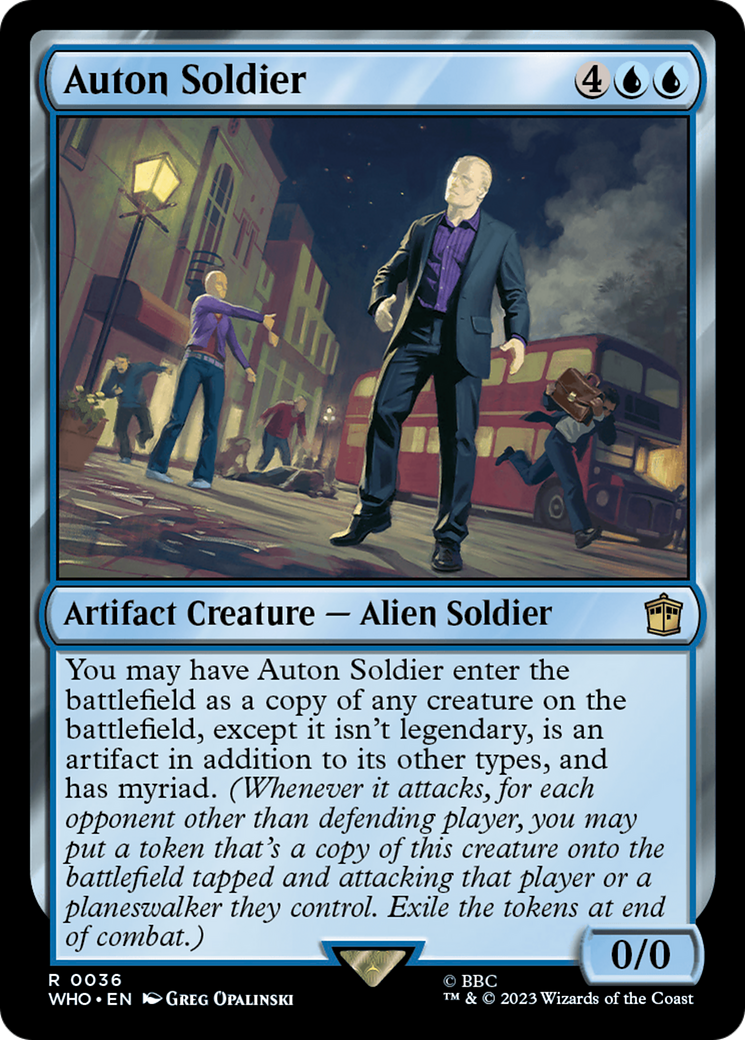 Auton Soldier 4
Artifact Creature — Alien Soldier
You may have Auton Soldier enter the
battlefield as a copy of any creature on the
battlefield, except it isn't legendary, is an
artifact in addition to its other types, and
has myriad. (Whenever it attacks, for each
opponent other than defending player, you may
put a token that's a copy of this creature onto the
battlefield tapped and attacking that player or a
planeswalker they control. Exile the tokens at end
of combat.)
0/0
R 0036
WHO • EN Greg Opalinski
© BBC
™ & © 2023 Wizards of the Coast